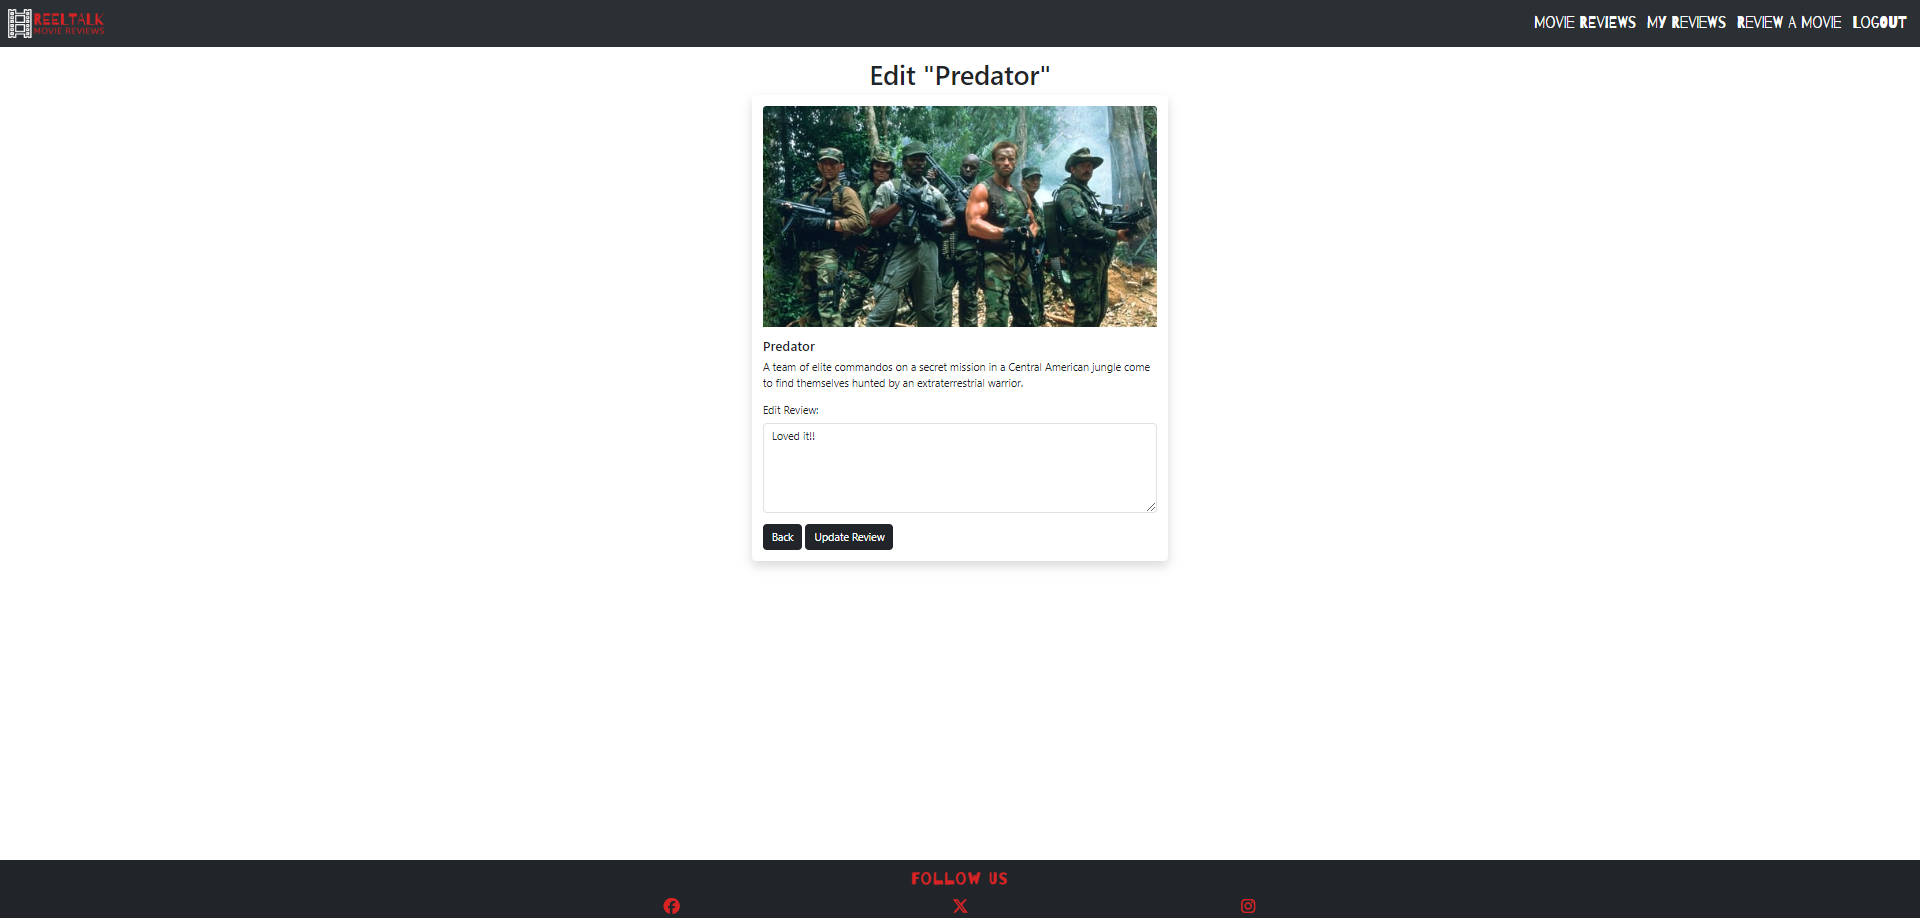 REELTALK
MOVIE REVIEWS
MOVIE REVIEWS MY REVIEWS REVIEW A MOVIE LOGOUT
Edit "Predator"
Predator
A team of elite commandos on a secret mission in a Central American jungle come
to find themselves hunted by an extraterrestrial warrior.
Edit Review:
Loved it!!
Back Update Review
FOLLOW US